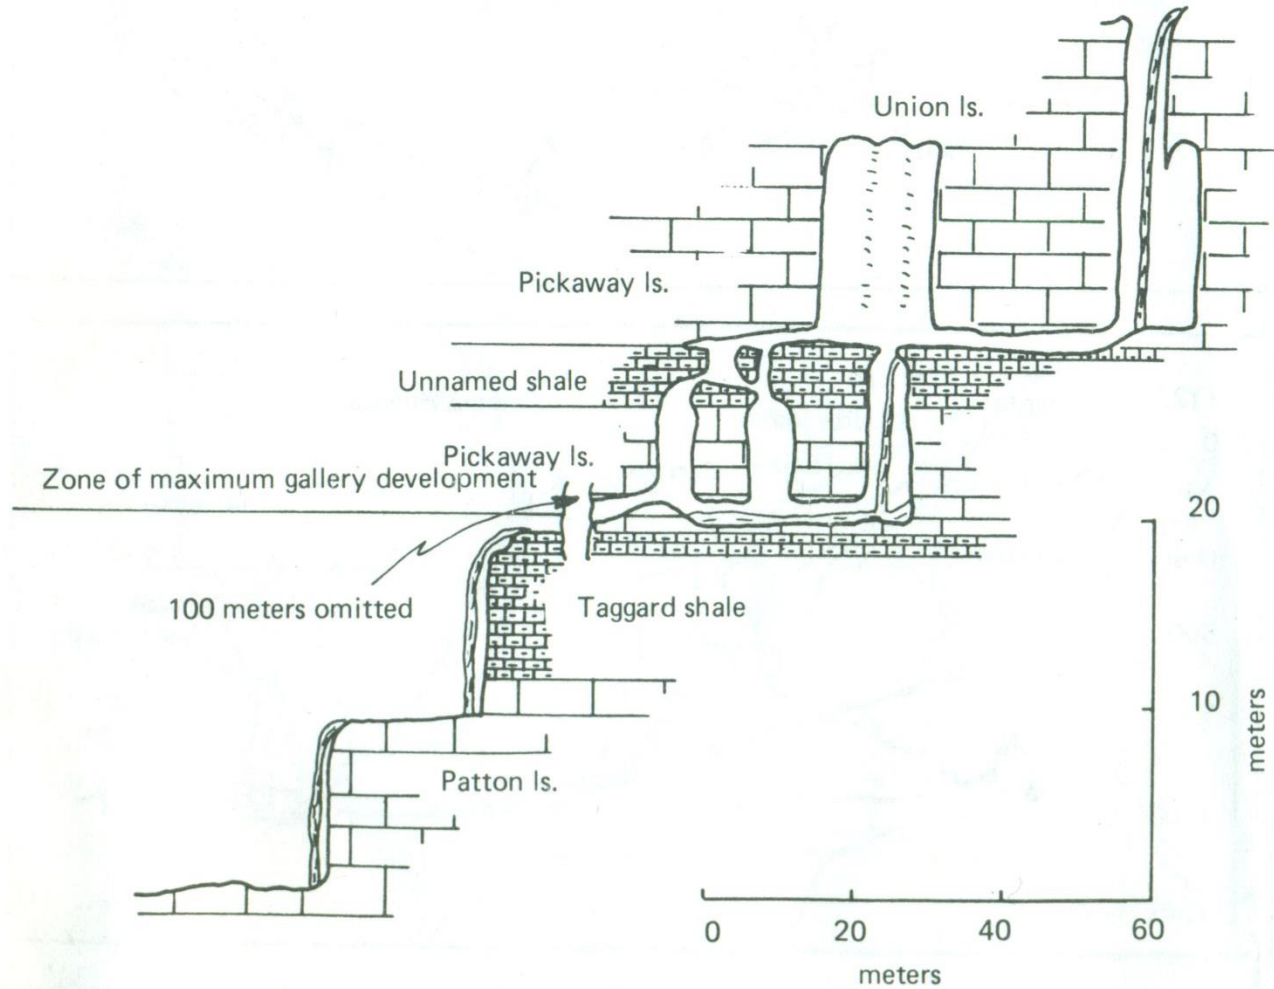 Union ls.
Pickaway ls.
Unnamed shale
Pickaway ls.
Zone of maximum gallery development
20
100 meters omitted
Taggard shale
10
meters
Patton ls.
0 20 40 60
meters